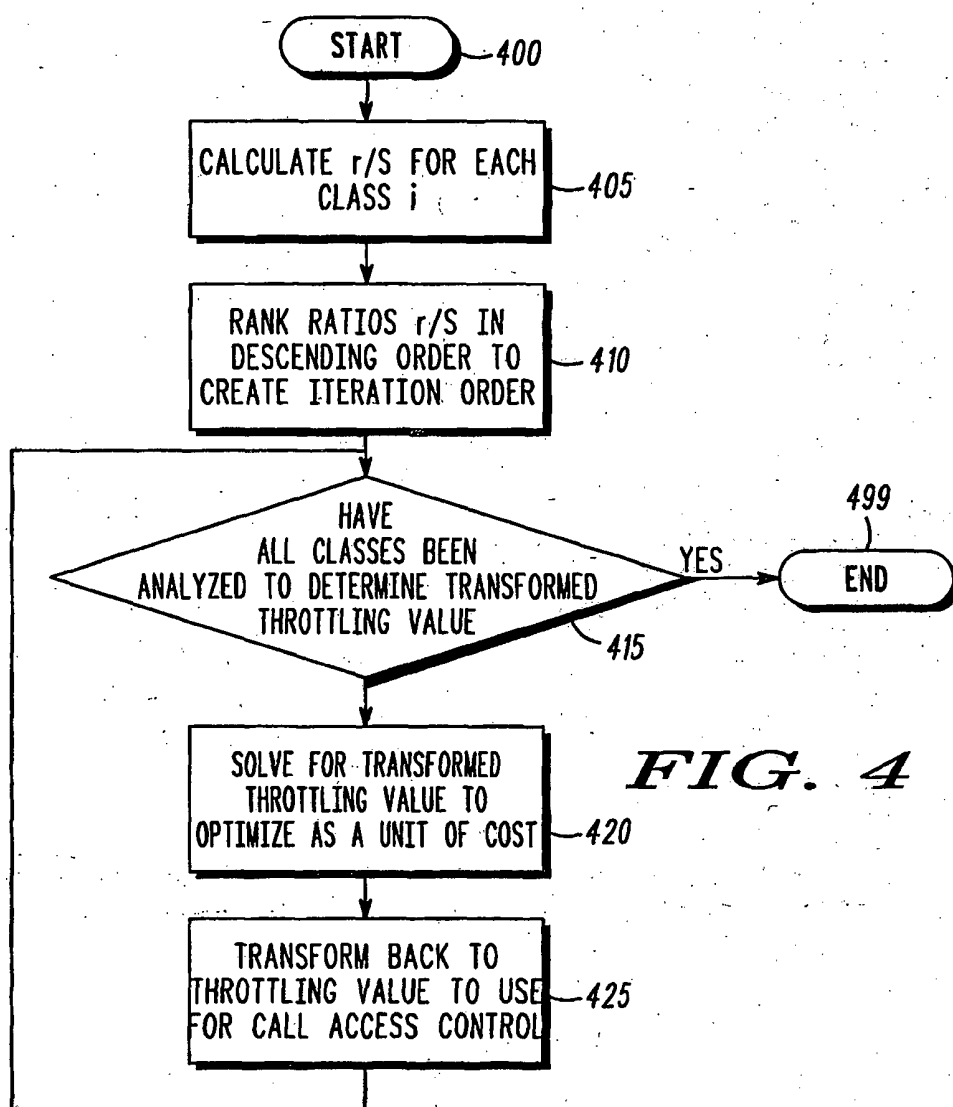 START
400
CALCULATE r/S FOR EACH
CLASS i
405
RANK RATIOS r/S IN
DESCENDING ORDER TO
CREATE ITERATION ORDER
410
HAVE
ALL CLASSES BEEN
ANALYZED TO DETERMINE TRANSFORMED
THROTTLING VALUE
415
YES
499
END
SOLVE FOR TRANSFORMED
THROTTLING VALUE TO
OPTIMIZE AS A UNIT OF COST
420
FIG. 4
TRANSFORM BACK TO
THROTTLING VALUE TO USE
FOR CALL ACCESS CONTROL
425